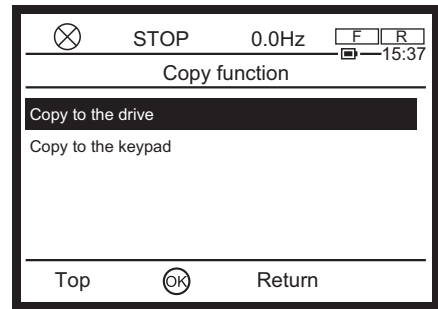 STOP 0.0Hz F R
15:37
Copy function
Copy to the drive
Copy to the keypad
Top OK Return